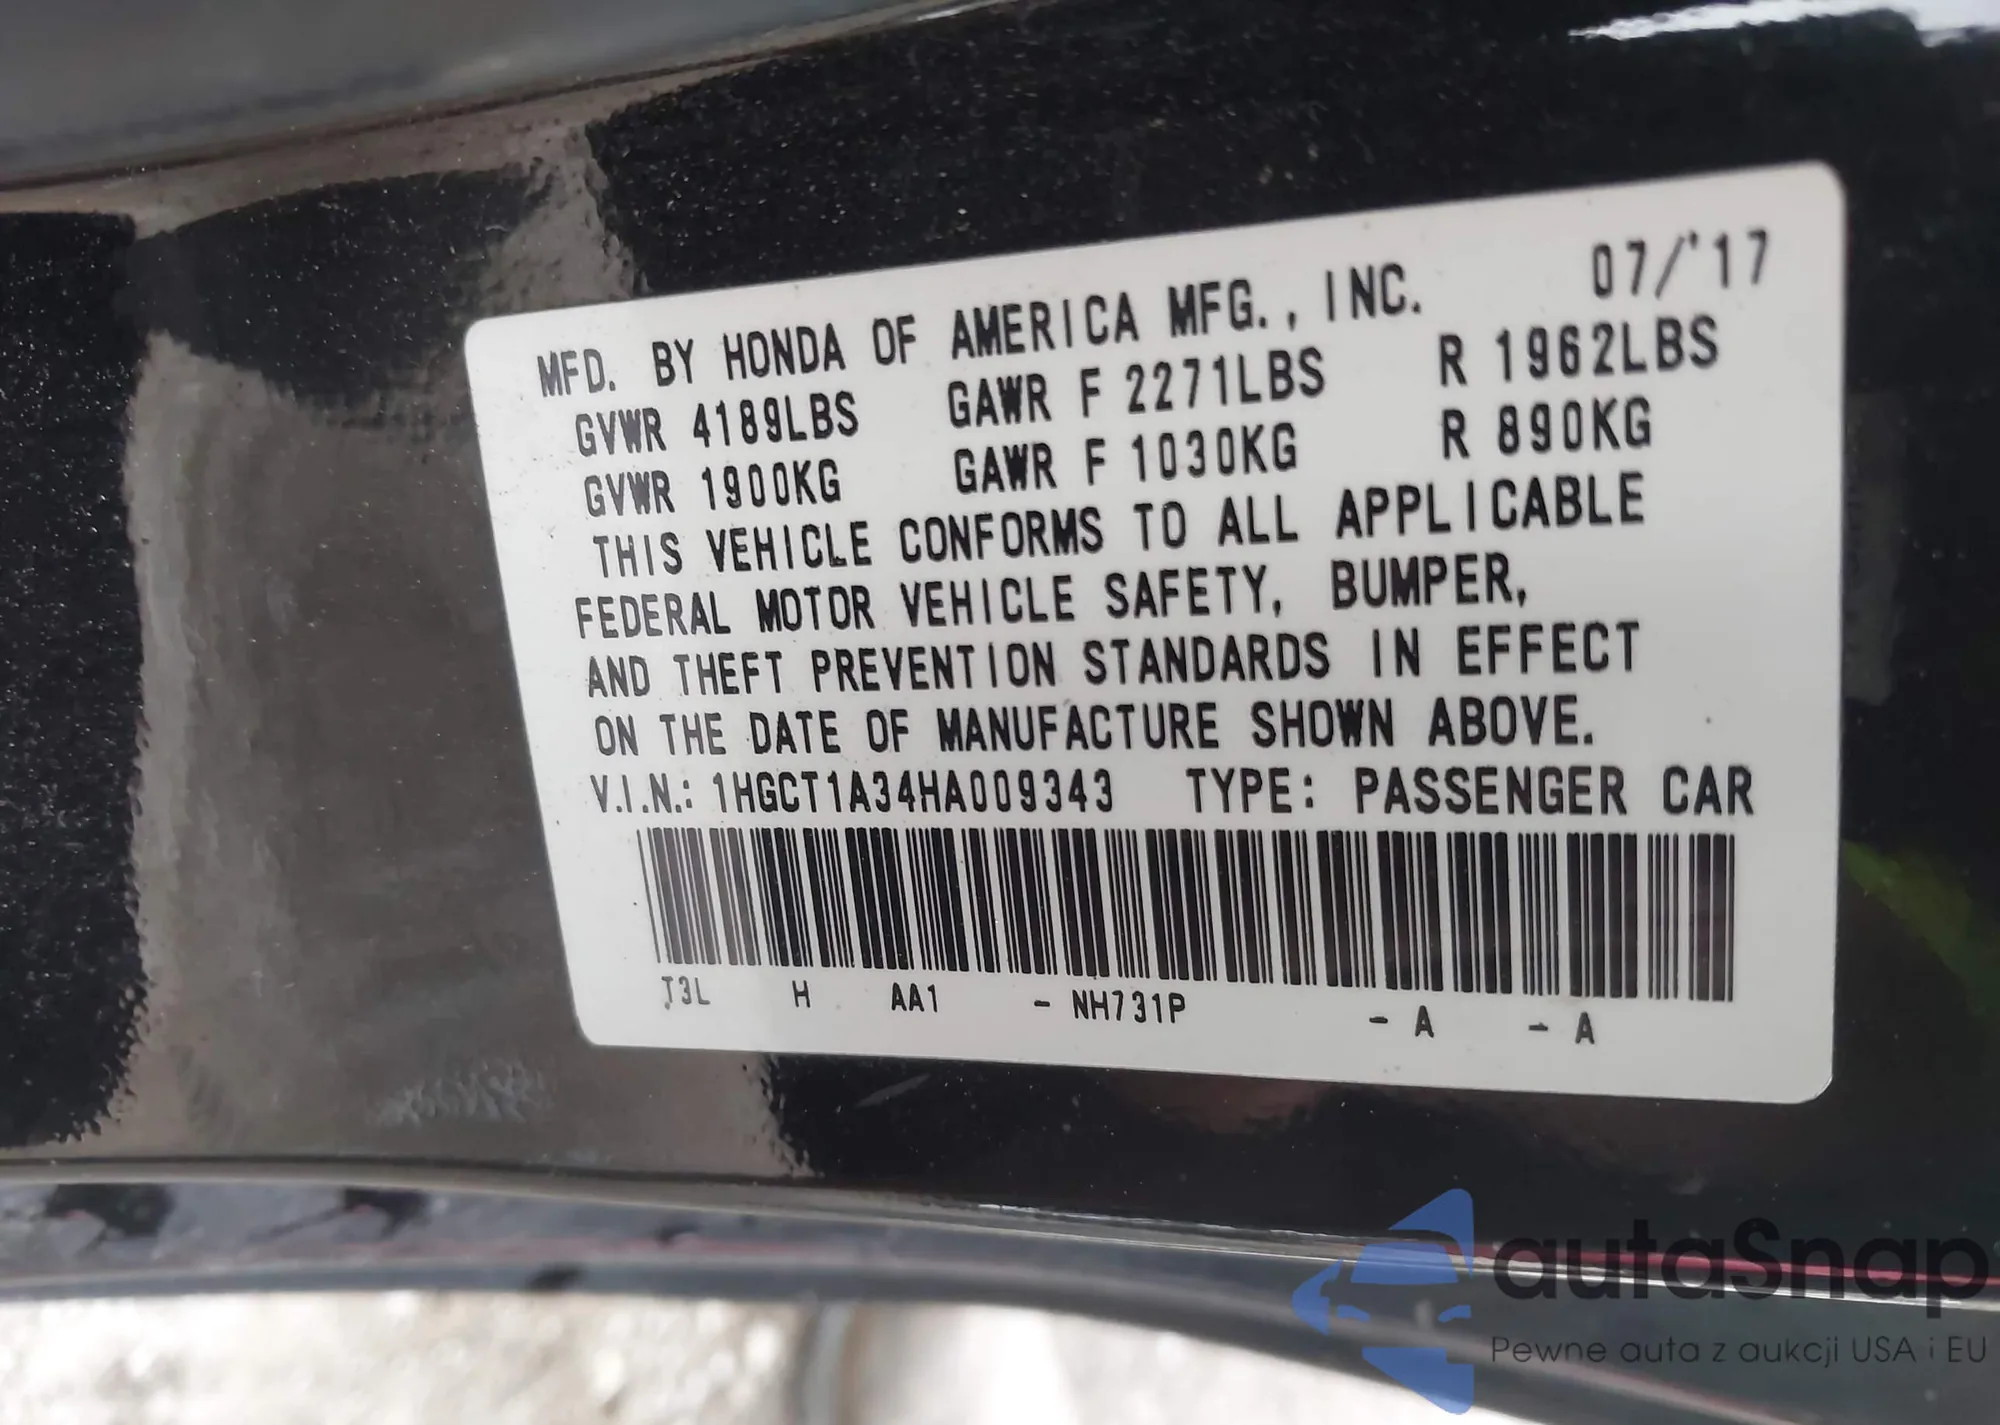 MFD. BY HONDA OF AMERICA MFG., INC. 07/'17
GVWR 4189LBS GAWR F 2271LBS R 1962LBS
GVWR 1900KG GAWR F 1030KG R 890KG
THIS VEHICLE CONFORMS TO ALL APPLICABLE
FEDERAL MOTOR VEHICLE SAFETY, BUMPER,
AND THEFT PREVENTION STANDARDS IN EFFECT
ON THE DATE OF MANUFACTURE SHOWN ABOVE.
V.I.N.: 1HGCT1A34HA009343 TYPE: PASSENGER CAR
T3L H AA1 - NH731P - A - A
autaSnap
Pewne auta z aukcji USA i EU